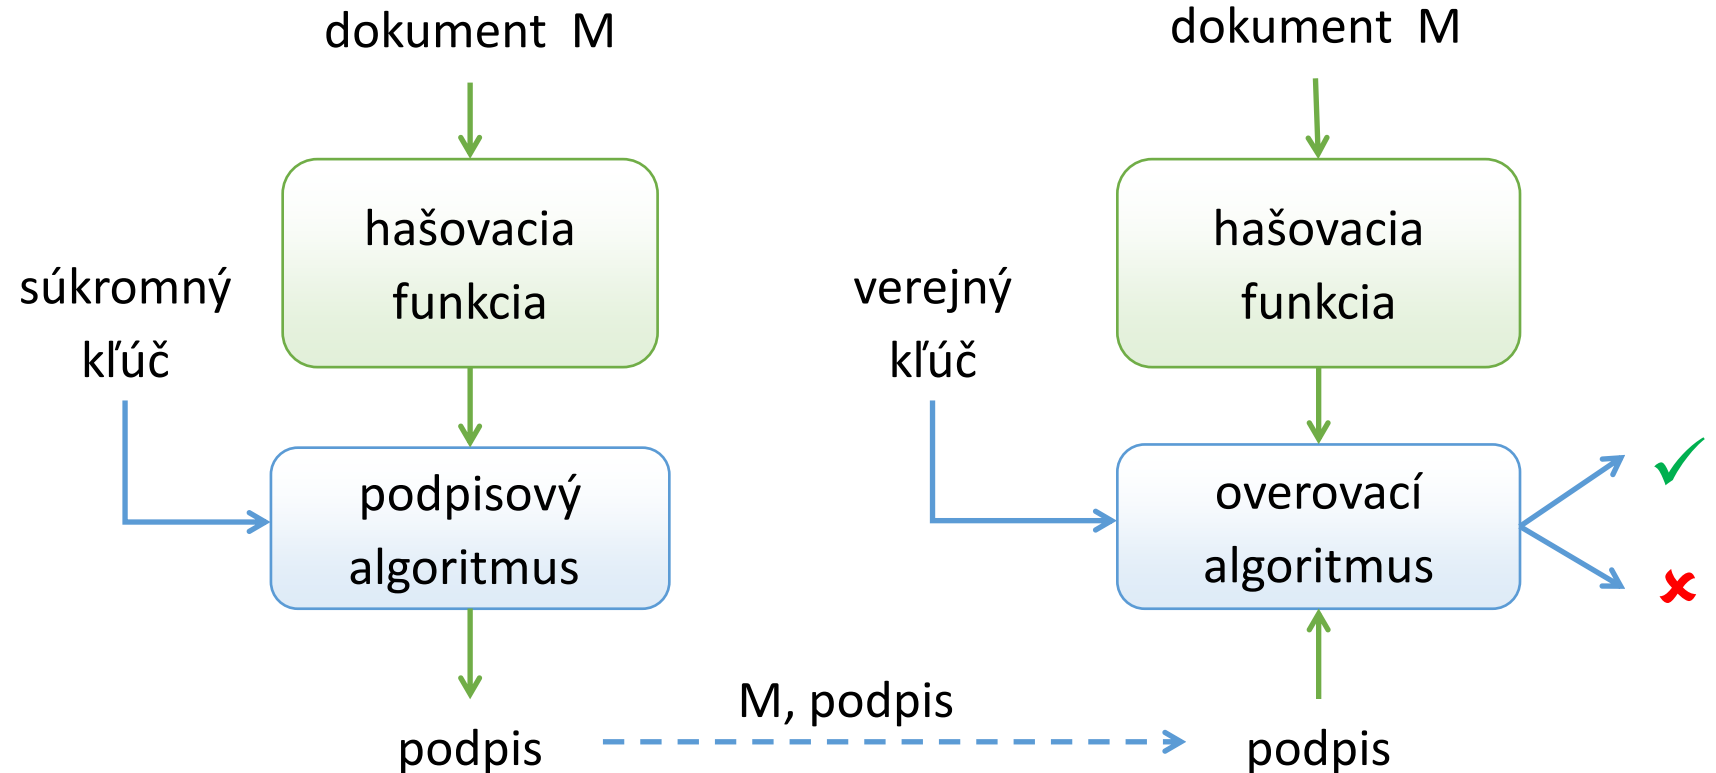 dokument M
hašovacia
funkcia
súkromný
kľúč
podpisový
algoritmus
podpis
M, podpis
dokument M
hašovacia
funkcia
verejný
kľúč
overovací
algoritmus
podpis